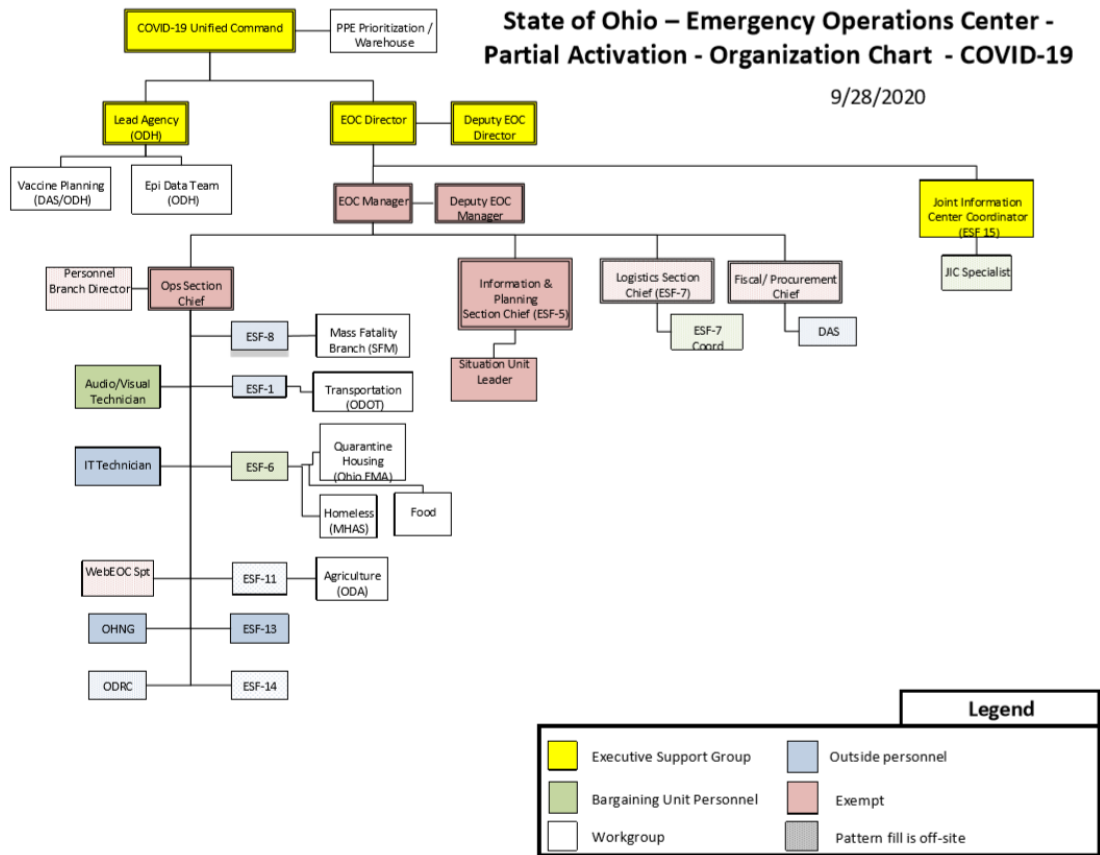 State of Ohio – Emergency Operations Center -
Partial Activation - Organization Chart - COVID-19
9/28/2020
COVID-19 Unified Command
PPE Prioritization /
Warehouse
Lead Agency
(ODH)
EOC Director
Deputy EOC
Director
Vaccine Planning
(DAS/ODH)
Epi Data Team
(ODH)
EOC Manager
Deputy EOC
Manager
Joint Information
Center Coordinator
(ESF 15)
JIC Specialist
Personnel
Branch Director
Ops Section
Chief
Information &
Planning
Section Chief (ESF-5)
Logistics Section
Chief (ESF-7)
Fiscal/ Procurement
Chief
ESF-8
Mass Fatality
Branch (SFM)
ESF-7
Coord
DAS
Situation Unit
Leader
Audio/Visual
Technician
ESF-1
Transportation
(ODOT)
IT Technician
ESF-6
Quarantine
Housing
(Ohio EMA)
Homeless
(MHAS)
Food
WebEOC Spt
ESF-11
Agriculture
(ODA)
OHNG
ESF-13
ODRC
ESF-14
Legend
Executive Support Group
Outside personnel
Bargaining Unit Personnel
Exempt
Workgroup
Pattern fill is off-site